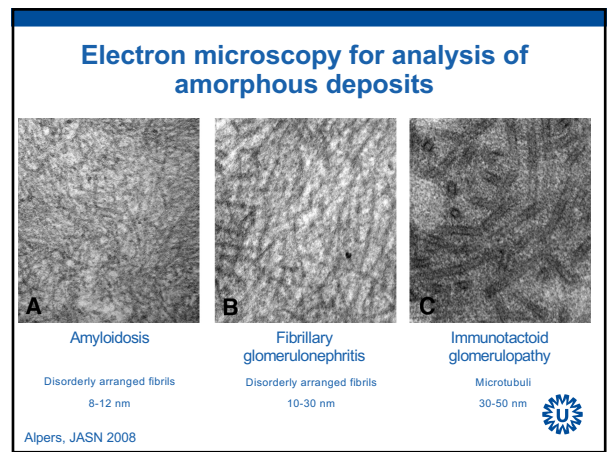 Electron microscopy for analysis of
amorphous deposits
A
B
C
Amyloidosis
Disorderly arranged fibrils
8-12 nm
Fibrillary
glomerulonephritis
Disorderly arranged fibrils
10-30 nm
Immunotactoid
glomerulopathy
Microtubuli
30-50 nm
U
Alpers, JASN 2008